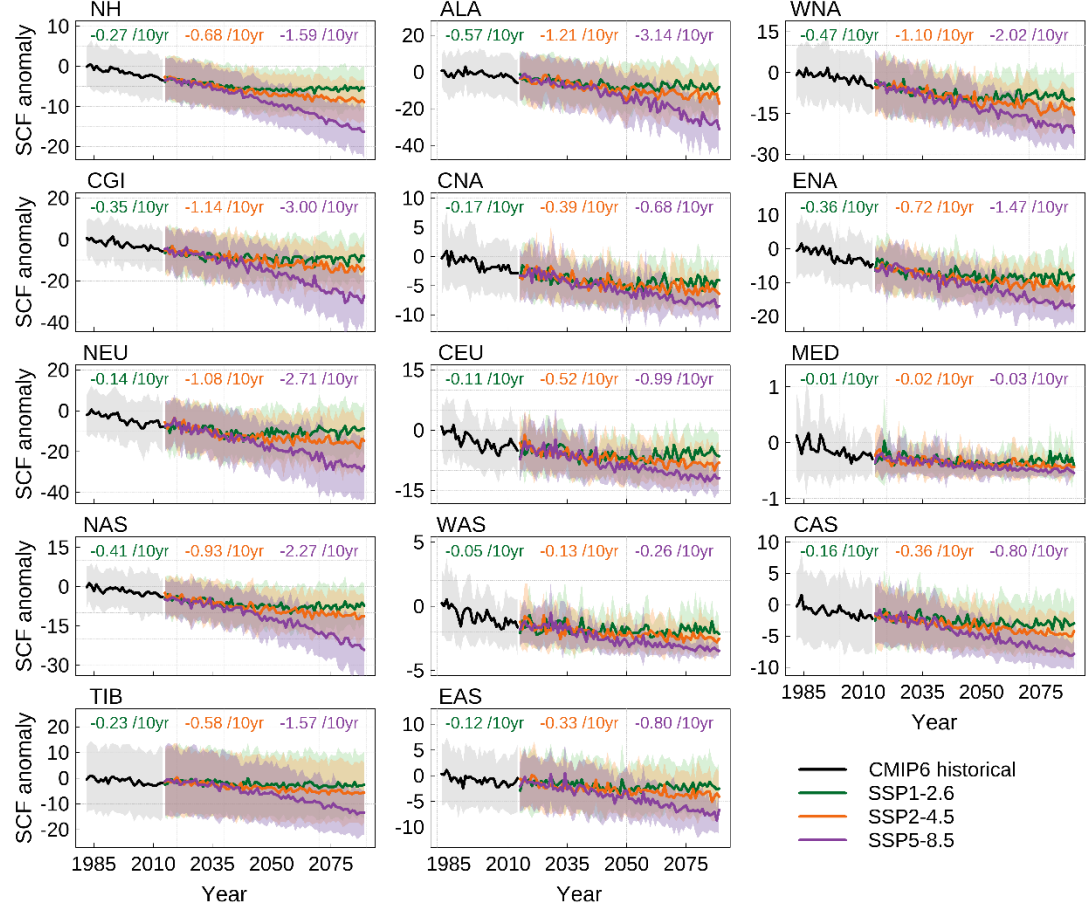 NH
-0.27 /10yr -0.68 /10yr -1.59 /10yr
SCF anomaly
10
0
-10
-20
ALA
-0.57 /10yr -1.21 /10yr -3.14 /10yr
20
0
-20
-40
WNA
-0.47 /10yr -1.10 /10yr -2.02 /10yr
15
0
-15
-30
CGI
-0.35 /10yr -1.14 /10yr -3.00 /10yr
SCF anomaly
20
0
-20
-40
CNA
-0.17 /10yr -0.39 /10yr -0.68 /10yr
5
0
-5
-10
ENA
-0.36 /10yr -0.72 /10yr -1.47 /10yr
10
0
-10
-20
NEU
-0.14 /10yr -1.08 /10yr -2.71 /10yr
SCF anomaly
20
0
-20
-40
CEU
-0.11 /10yr -0.52 /10yr -0.99 /10yr
15
0
-15
MED
-0.01 /10yr -0.02 /10yr -0.03 /10yr
1
-0
-1
NAS
-0.41 /10yr -0.93 /10yr -2.27 /10yr
SCF anomaly
15
0
-15
-30
WAS
-0.05 /10yr -0.13 /10yr -0.26 /10yr
5
0
-5
CAS
-0.16 /10yr -0.36 /10yr -0.80 /10yr
10
5
0
-5
-10
1985 2010 2035 2050 2075
Year
TIB
-0.23 /10yr -0.58 /10yr -1.57 /10yr
SCF anomaly
20
10
0
-10
-20
1985 2010 2035 2050 2075
Year
EAS
-0.12 /10yr -0.33 /10yr -0.80 /10yr
5
0
-5
-10
1985 2010 2035 2050 2075
Year
CMIP6 historical
SSP1-2.6
SSP2-4.5
SSP5-8.5